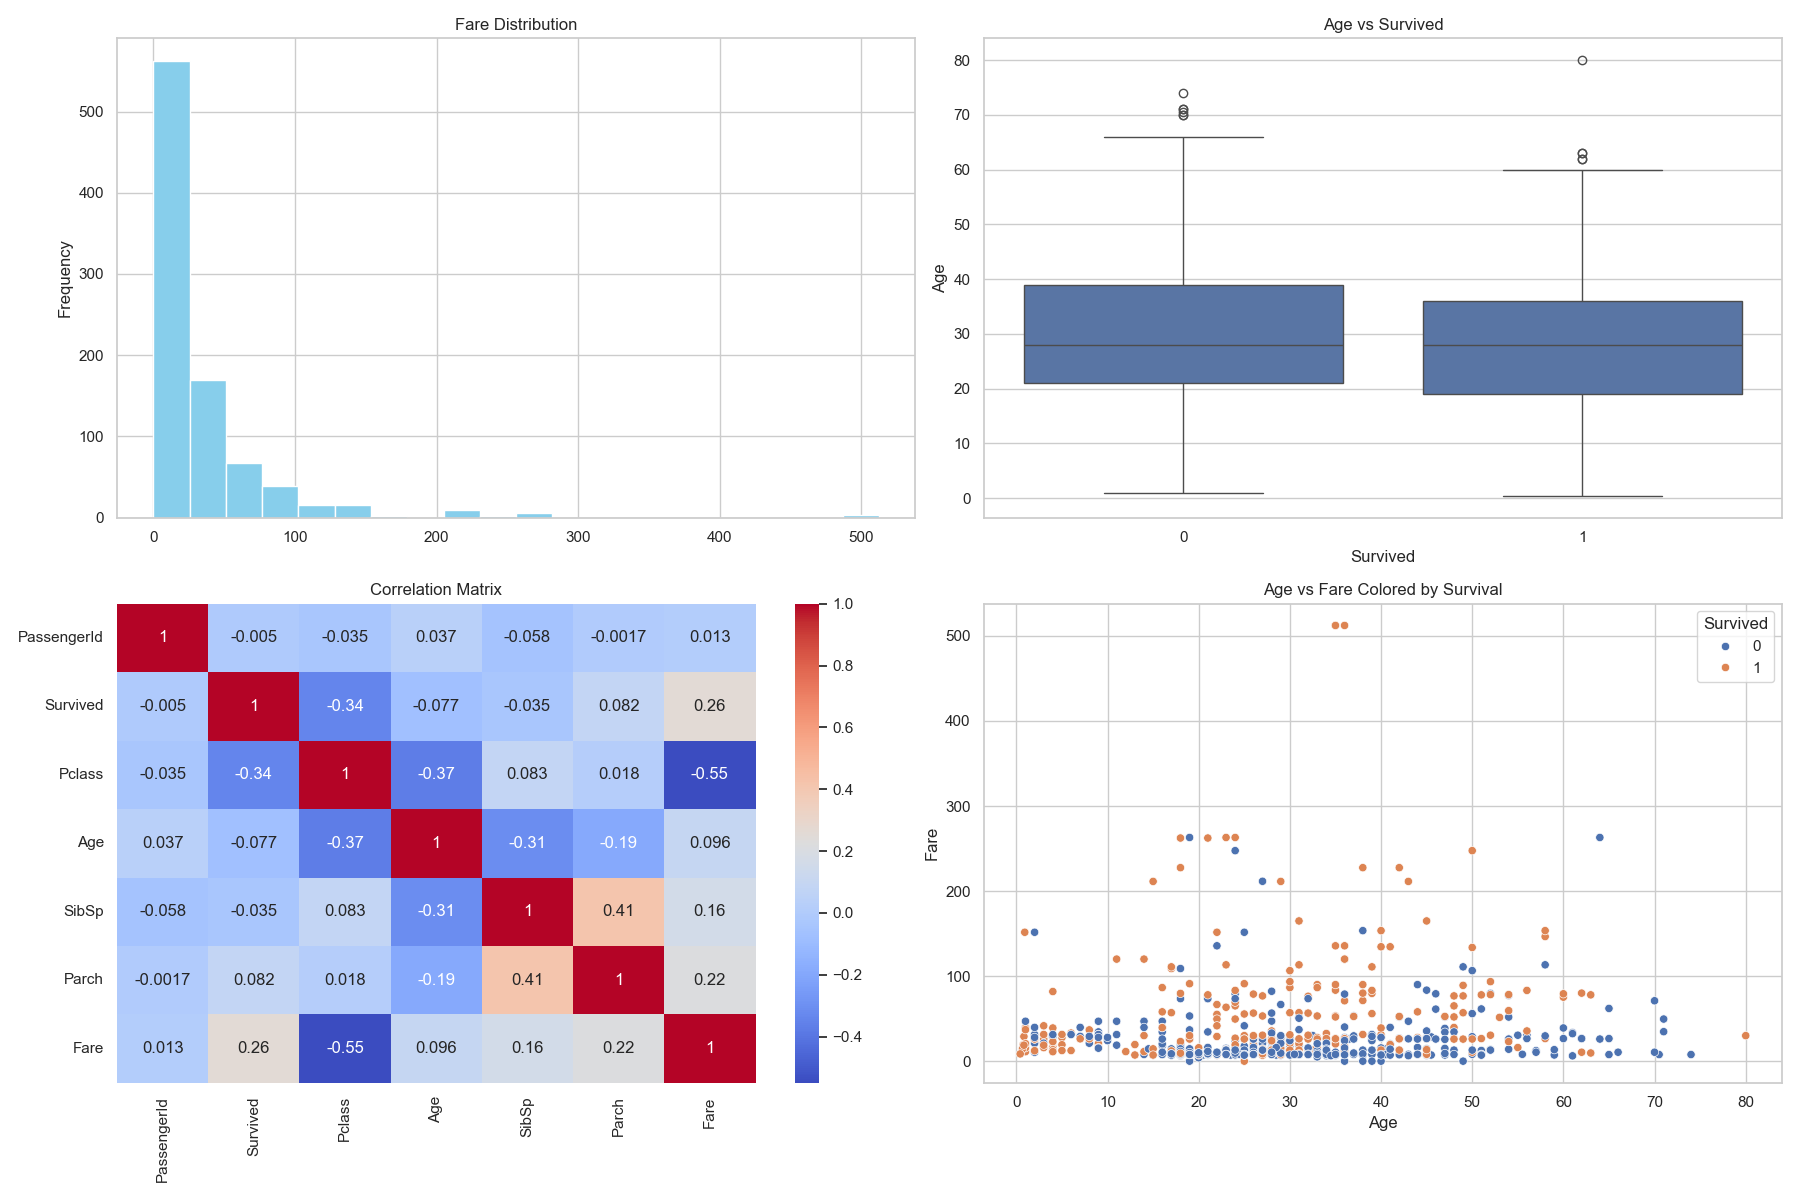 Fare Distribution
Frequency
500
400
300
200
100
0
0 100 200 300 400 500
Age vs Survived
Age
80
70
60
50
40
30
20
10
0
0 1
Survived
Correlation Matrix
PassengerId 1 -0.005 -0.035 0.037 -0.058 -0.0017 0.013
Survived -0.005 1 -0.34 -0.077 -0.035 0.082 0.26
Pclass -0.035 -0.34 1 -0.37 0.083 0.018 -0.55
Age 0.037 -0.077 -0.37 1 -0.31 -0.19 0.096
SibSp -0.058 -0.035 0.083 -0.31 1 0.41 0.16
Parch -0.0017 0.082 0.018 -0.19 0.41 1 0.22
Fare 0.013 0.26 -0.55 0.096 0.16 0.22 1
PassengerId Survived Pclass Age SibSp Parch Fare
1.0
0.8
0.6
0.4
0.2
0.0
−0.2
−0.4
Age vs Fare Colored by Survival
Survived
0
1
Fare
500
400
300
200
100
0
0 10 20 30 40 50 60 70 80
Age